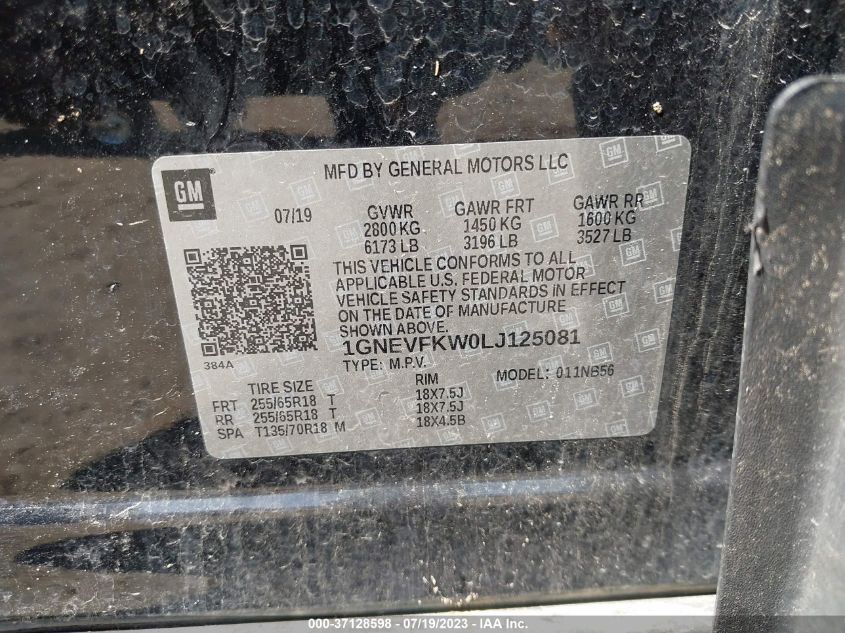 GM
MFD BY GENERAL MOTORS LLC
07/19
GVWR GAWR FRT GAWR RR
2800 KG 1450 KG 1600 KG
6173 LB 3196 LB 3527 LB
THIS VEHICLE CONFORMS TO ALL
APPLICABLE U.S. FEDERAL MOTOR
VEHICLE SAFETY STANDARDS IN EFFECT
ON THE DATE OF MANUFACTURE
1GNEVFKW0LJ125081
384A
TYPE: M.P.V. MODEL: 011NB56
TIRE SIZE RIM
FRT 255/65R18 T 18X7.5J
RR 255/65R18 T 18X7.5J
SPA T135/70R18 M 18X4.5B
000-37128598 - 07/19/2023 - IAA Inc.